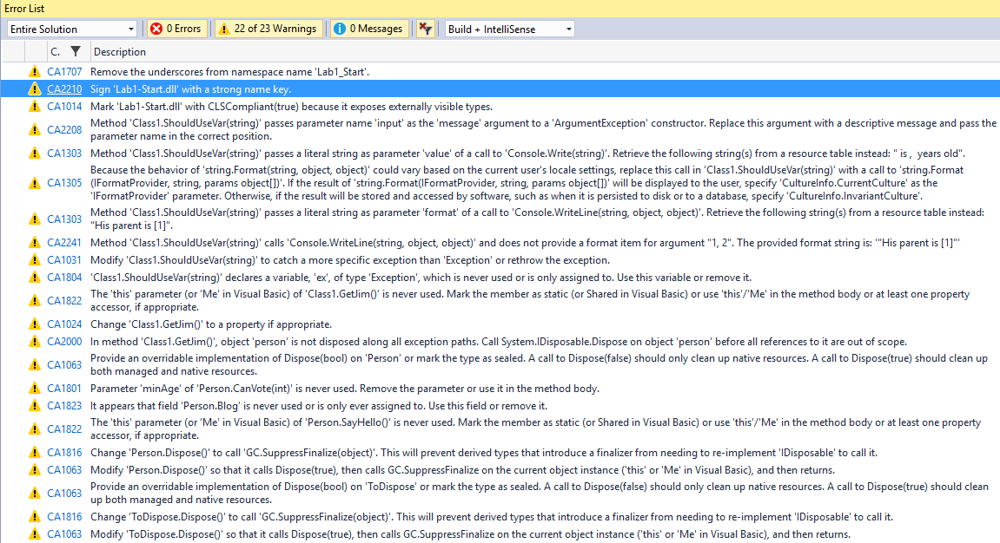 Error List
Entire Solution 0 Errors 22 of 23 Warnings 0 Messages Build + IntelliSense
C. Description
CA1707 Remove the underscores from namespace name 'Lab1_Start'.
CA2210 Sign 'Lab1-Start.dll' with a strong name key.
CA1014 Mark 'Lab1-Start.dll' with CLSCompliant(true) because it exposes externally visible types.
CA2208 Method 'Class1.ShouldUseVar(string)' passes parameter name 'input' as the 'message' argument to a 'ArgumentException' constructor. Replace this argument with a descriptive message and pass the
parameter name in the correct position.
CA1303 Method 'Class1.ShouldUseVar(string)' passes a literal string as parameter 'value' of a call to 'Console.Write(string)'. Retrieve the following string(s) from a resource table instead: " is ,  years old".
CA1305 Because the behavior of 'string.Format(string, object, object)' could vary based on the current user's locale settings, replace this call in 'Class1.ShouldUseVar(string)' with a call to 'string.Format
(IFormatProvider, string, params object[])'. If the result of 'string.Format(IFormatProvider, string, params object[])' will be displayed to the user, specify 'CultureInfo.CurrentCulture' as the
'IFormatProvider' parameter. Otherwise, if the result will be stored and accessed by software, such as when it is persisted to disk or to a database, specify 'CultureInfo.InvariantCulture'.
CA1303 Method 'Class1.ShouldUseVar(string)' passes a literal string as parameter 'format' of a call to 'Console.WriteLine(string, object, object)'. Retrieve the following string(s) from a resource table instead:
"His parent is [1]".
CA2241 Method 'Class1.ShouldUseVar(string)' calls 'Console.WriteLine(string, object, object)' and does not provide a format item for argument "1, 2". The provided format string is: '"His parent is [1]"'
CA1031 Modify 'Class1.ShouldUseVar(string)' to catch a more specific exception than 'Exception' or rethrow the exception.
CA1804 'Class1.ShouldUseVar(string)' declares a variable, 'ex', of type 'Exception', which is never used or is only assigned to. Use this variable or remove it.
CA1822 The 'this' parameter (or 'Me' in Visual Basic) of 'Class1.GetJim()' is never used. Mark the member as static (or Shared in Visual Basic) or use 'this'/'Me' in the method body or at least one property
accessor, if appropriate.
CA1024 Change 'Class1.GetJim()' to a property if appropriate.
CA2000 In method 'Class1.GetJim()', object 'person' is not disposed along all exception paths. Call System.IDisposable.Dispose on object 'person' before all references to it are out of scope.
CA1063 Provide an overridable implementation of Dispose(bool) on 'Person' or mark the type as sealed. A call to Dispose(false) should only clean up native resources. A call to Dispose(true) should clean up
both managed and native resources.
CA1801 Parameter 'minAge' of 'Person.CanVote(int)' is never used. Remove the parameter or use it in the method body.
CA1823 It appears that field 'Person.Blog' is never used or is only ever assigned to. Use this field or remove it.
CA1822 The 'this' parameter (or 'Me' in Visual Basic) of 'Person.SayHello()' is never used. Mark the member as static (or Shared in Visual Basic) or use 'this'/'Me' in the method body or at least one property
accessor, if appropriate.
CA1816 Change 'Person.Dispose()' to call 'GC.SuppressFinalize(object)'. This will prevent derived types that introduce a finalizer from needing to re-implement 'IDisposable' to call it.
CA1063 Modify 'Person.Dispose()' so that it calls Dispose(true), then calls GC.SuppressFinalize on the current object instance ('this' or 'Me' in Visual Basic), and then returns.
CA1063 Provide an overridable implementation of Dispose(bool) on 'ToDispose' or mark the type as sealed. A call to Dispose(false) should only clean up native resources. A call to Dispose(true) should clean
up both managed and native resources.
CA1816 Change 'ToDispose.Dispose()' to call 'GC.SuppressFinalize(object)'. This will prevent derived types that introduce a finalizer from needing to re-implement 'IDisposable' to call it.
CA1063 Modify 'ToDispose.Dispose()' so that it calls Dispose(true), then calls GC.SuppressFinalize on the current object instance ('this' or 'Me' in Visual Basic), and then returns.